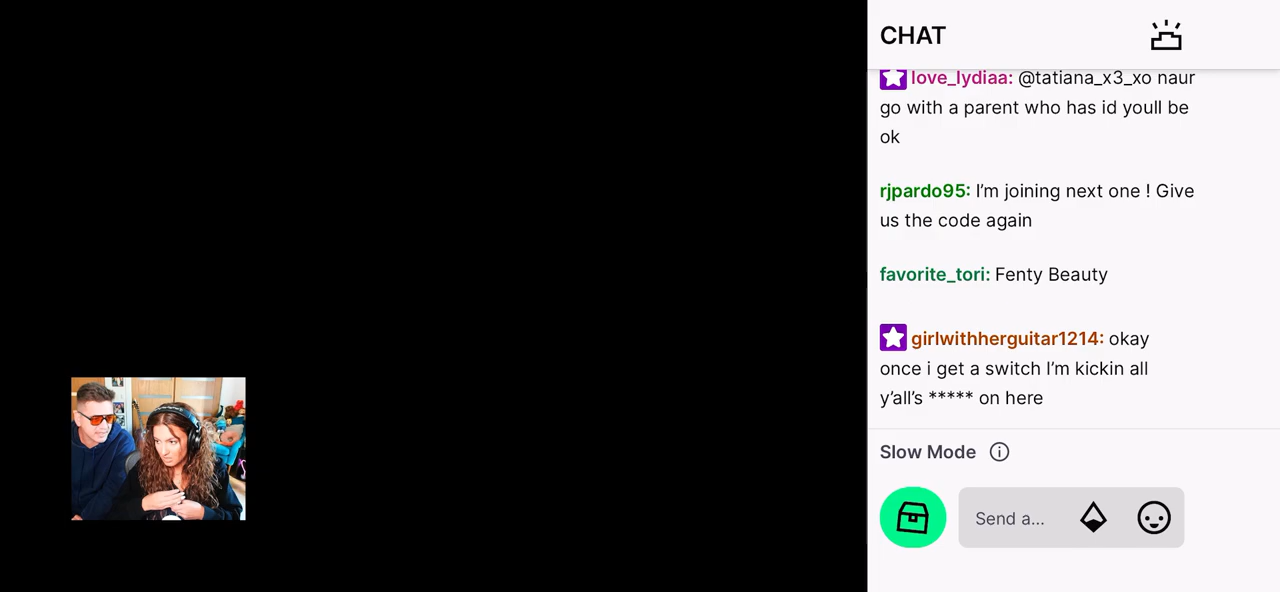 CHAT
love_lydiaa: @tatiana_x3_xo naur
go with a parent who has id youll be
ok
rjpardo95: I’m joining next one ! Give
us the code again
favorite_tori: Fenty Beauty
girlwithherguitar1214: okay
once i get a switch I’m kickin all
y’all’s ***** on here
Slow Mode
Send a...